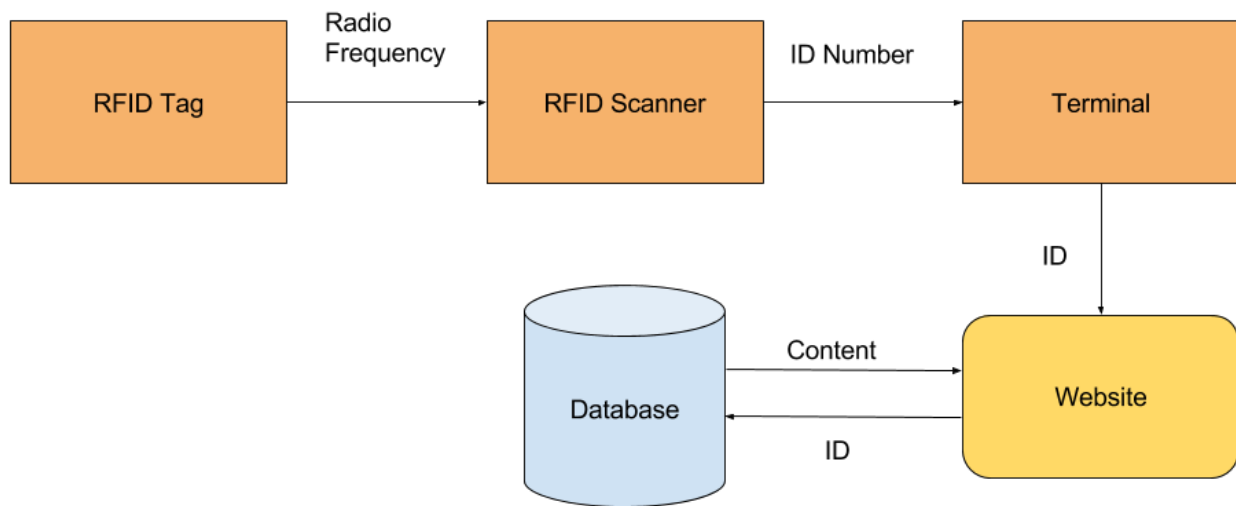 Radio
Frequency
ID Number
RFID Tag
RFID Scanner
Terminal
ID
Content
Database
Website
ID